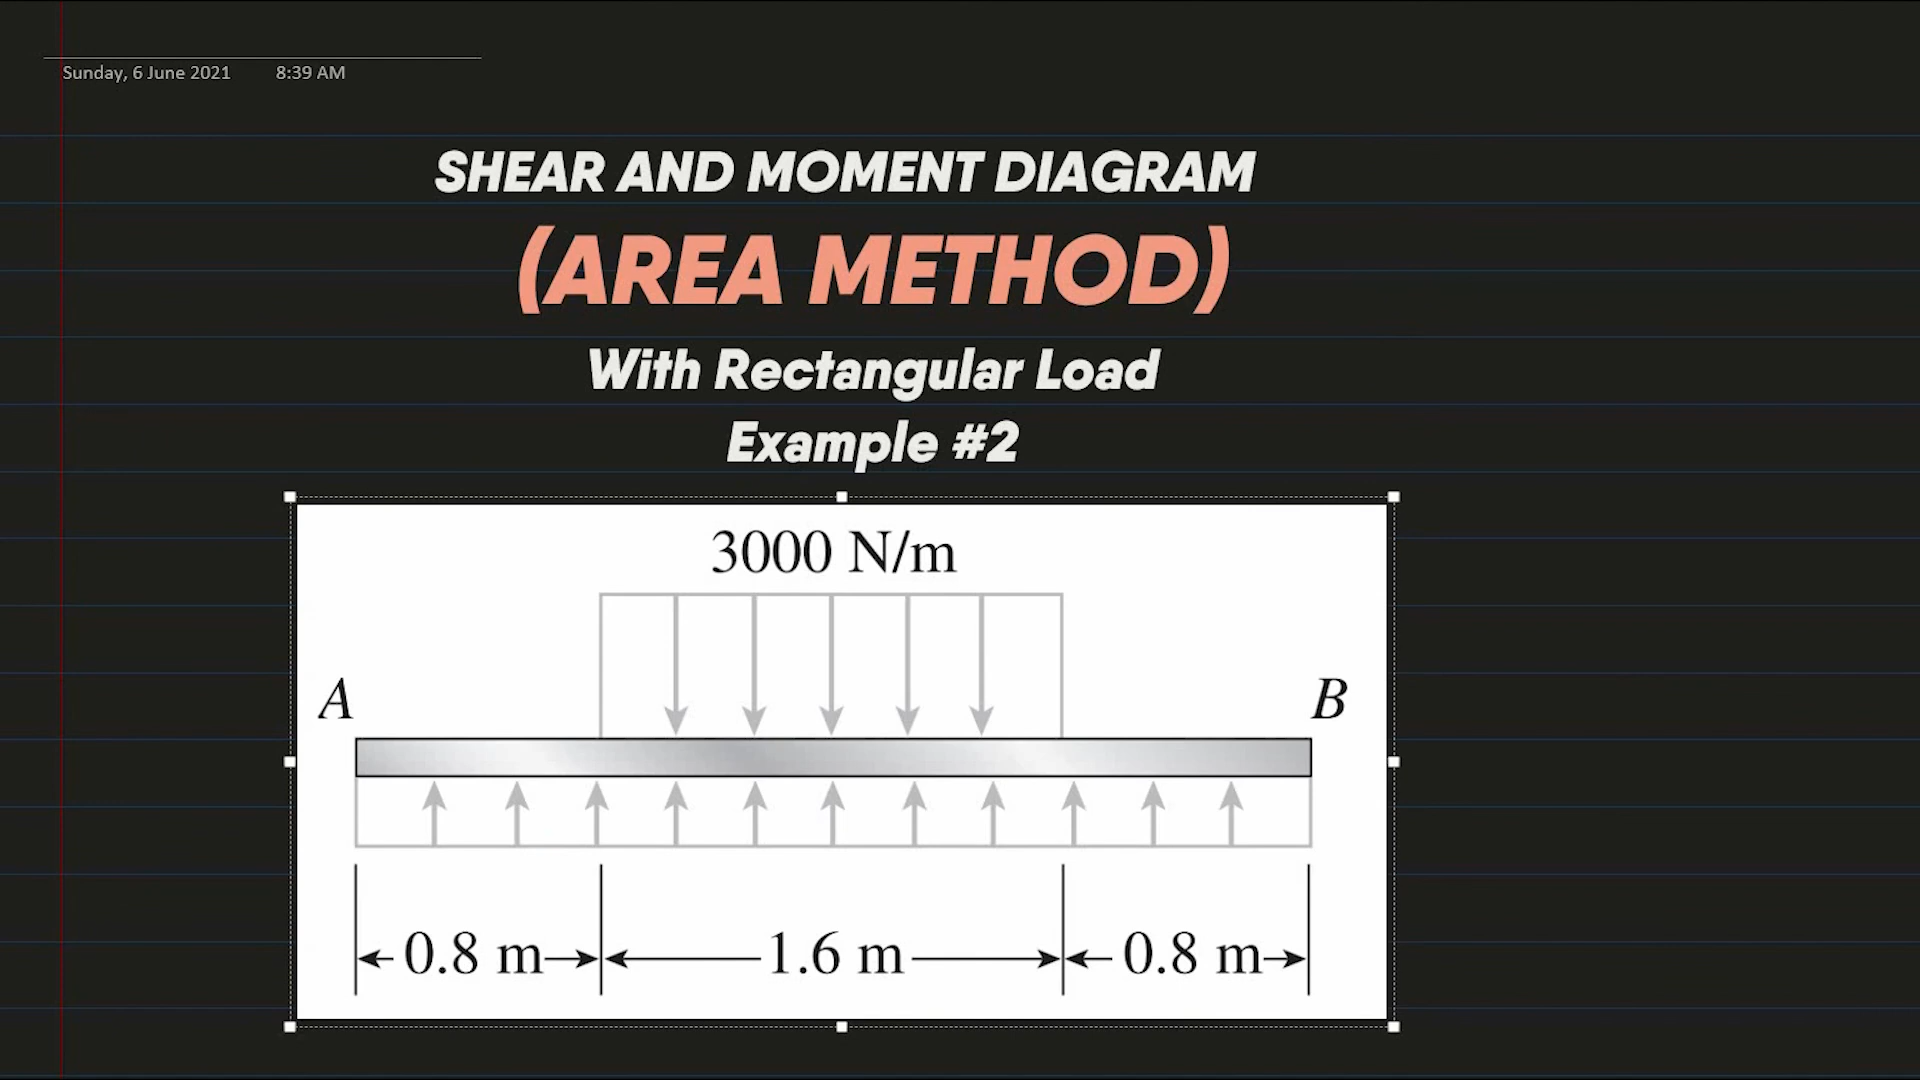 Sunday, 6 June 2021 8:39 AM
SHEAR AND MOMENT DIAGRAM
(AREA METHOD)
With Rectangular Load
Example #2
3000 N/m
A B
0.8 m 1.6 m 0.8 m